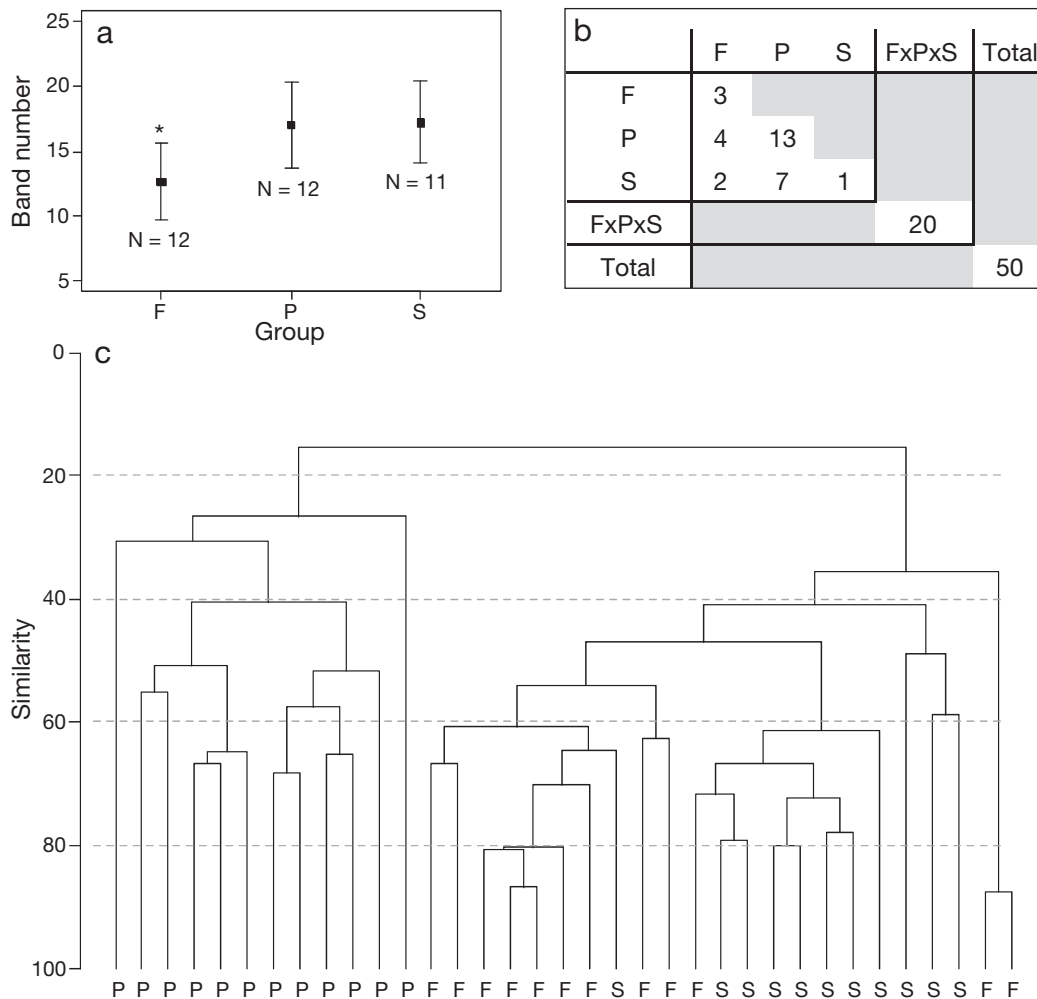 a
25
20
15
10
5
Band number
*
N = 12
N = 12
N = 11
F P S
Group
b
F P S FxPxS Total
F 3
P 4 13
S 2 7 1
FxPxS 20
Total 50
c
0
20
40
60
80
100
Similarity
P P P P P P P P P P P P F F F F F F F S F F F S S S S S S S S S S F F